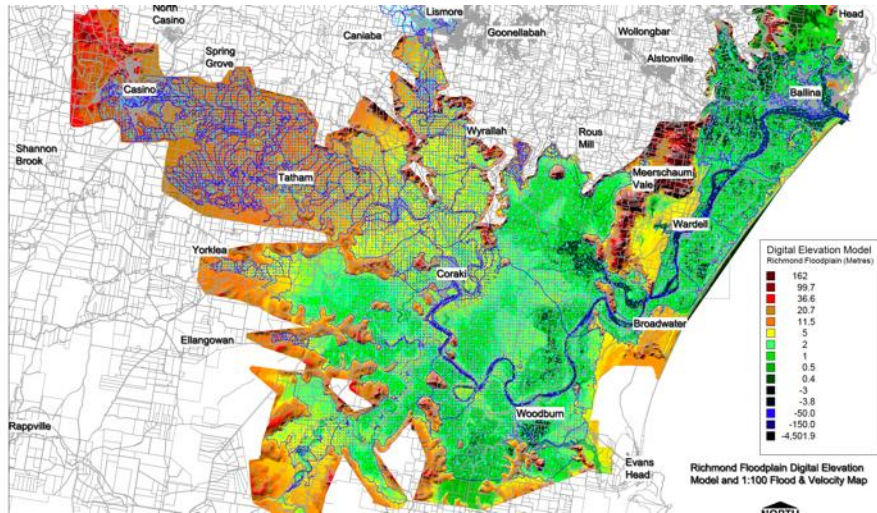 North
Casino
Lismore
Goonellabah
Head
Caniaba
Wollongbar
Spring
Grove
Alstonville
Casino
Ballina
Wyrallah
Rous
Mill
Shannon
Brook
Tatham
Meerschaum
Vale
Wardell
Yorklea
Coraki
Digital Elevation Model
Richmond Floodplain (Metres)
162
99.7
36.6
20.7
11.5
5
2
1
0.5
0.4
-3
-3.8
-50.0
-150.0
-4,501.9
Broadwater
Ellangowan
Woodburn
Rappville
Evans
Head
Richmond Floodplain Digital Elevation
Model and 1:100 Flood & Velocity Map
NORTH